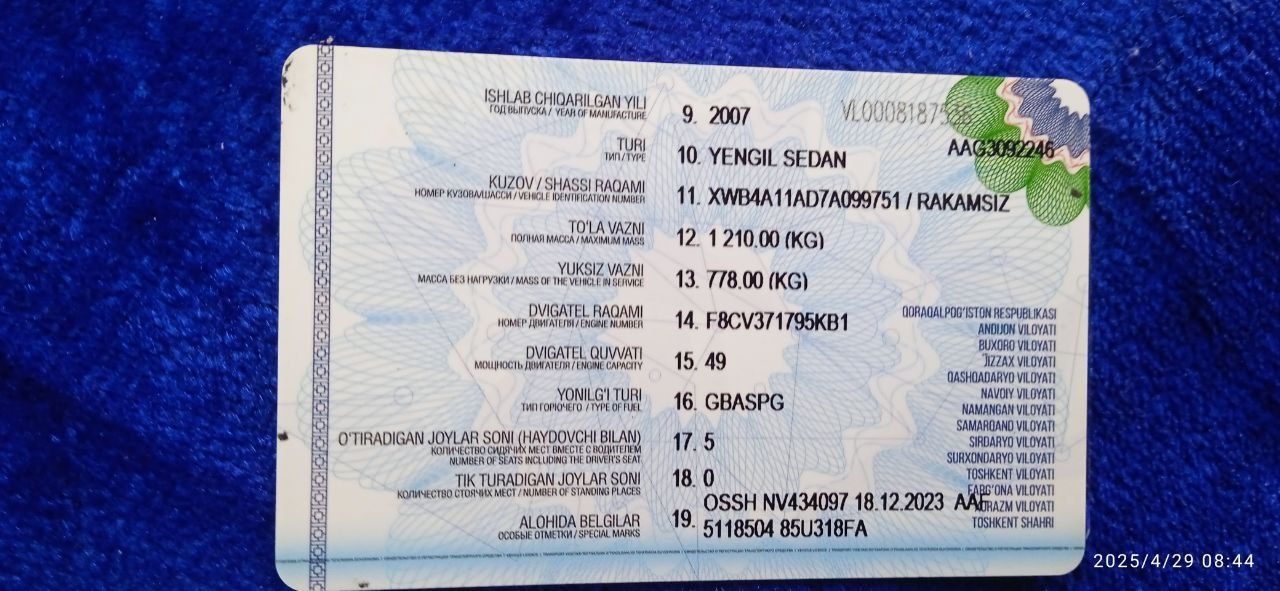 ISHLAB CHIQARILGAN YILI
ГОД ВЫПУСКА / YEAR OF MANUFACTURE
9. 2007
VL0008187536
AAG3092246
TURI
ТИП/TYPE
10. YENGIL SEDAN
KUZOV / SHASSI RAQAMI
НОМЕР КУЗОВА/ШАССИ / VEHICLE IDENTIFICATION NUMBER
11. XWB4A11AD7A099751 / RAKAMSIZ
TO'LA VAZNI
ПОЛНАЯ МАССА / MAXIMUM MASS
12. 1 210.00 (KG)
YUKSIZ VAZNI
МАССА БЕЗ НАГРУЗКИ / MASS OF THE VEHICLE IN SERVICE
13. 778.00 (KG)
DVIGATEL RAQAMI
НОМЕР ДВИГАТЕЛЯ / ENGINE NUMBER
14. F8CV371795KB1
DVIGATEL QUVVATI
МОЩНОСТЬ ДВИГАТЕЛЯ / ENGINE CAPACITY
15. 49
YONILG'I TURI
ТИП ГОРЮЧЕГО / TYPE OF FUEL
16. GBASPG
O'TIRADIGAN JOYLAR SONI (HAYDOVCHI BILAN)
КОЛИЧЕСТВО СИДЯЧИХ МЕСТ ВМЕСТЕ С ВОДИТЕЛЕМ
NUMBER OF SEATS INCLUDING THE DRIVER'S SEAT
17. 5
TIK TURADIGAN JOYLAR SONI
КОЛИЧЕСТВО СТОЯЧИХ МЕСТ / NUMBER OF STANDING PLACES
18. 0
ALOHIDA BELGILAR
ОСОБЫЕ ОТМЕТКИ / SPECIAL MARKS
19. OSSH NV434097 18.12.2023 AAF
5118504 85U318FA
QORAQALPOG'ISTON RESPUBLIKASI
ANDIJON VILOYATI
BUXORO VILOYATI
JIZZAX VILOYATI
QASHQADARYO VILOYATI
NAVOIY VILOYATI
NAMANGAN VILOYATI
SAMARQAND VILOYATI
SIRDARYO VILOYATI
SURXONDARYO VILOYATI
TOSHKENT VILOYATI
FARG'ONA VILOYATI
XORAZM VILOYATI
TOSHKENT SHAHRI
2025/4/29 08:44